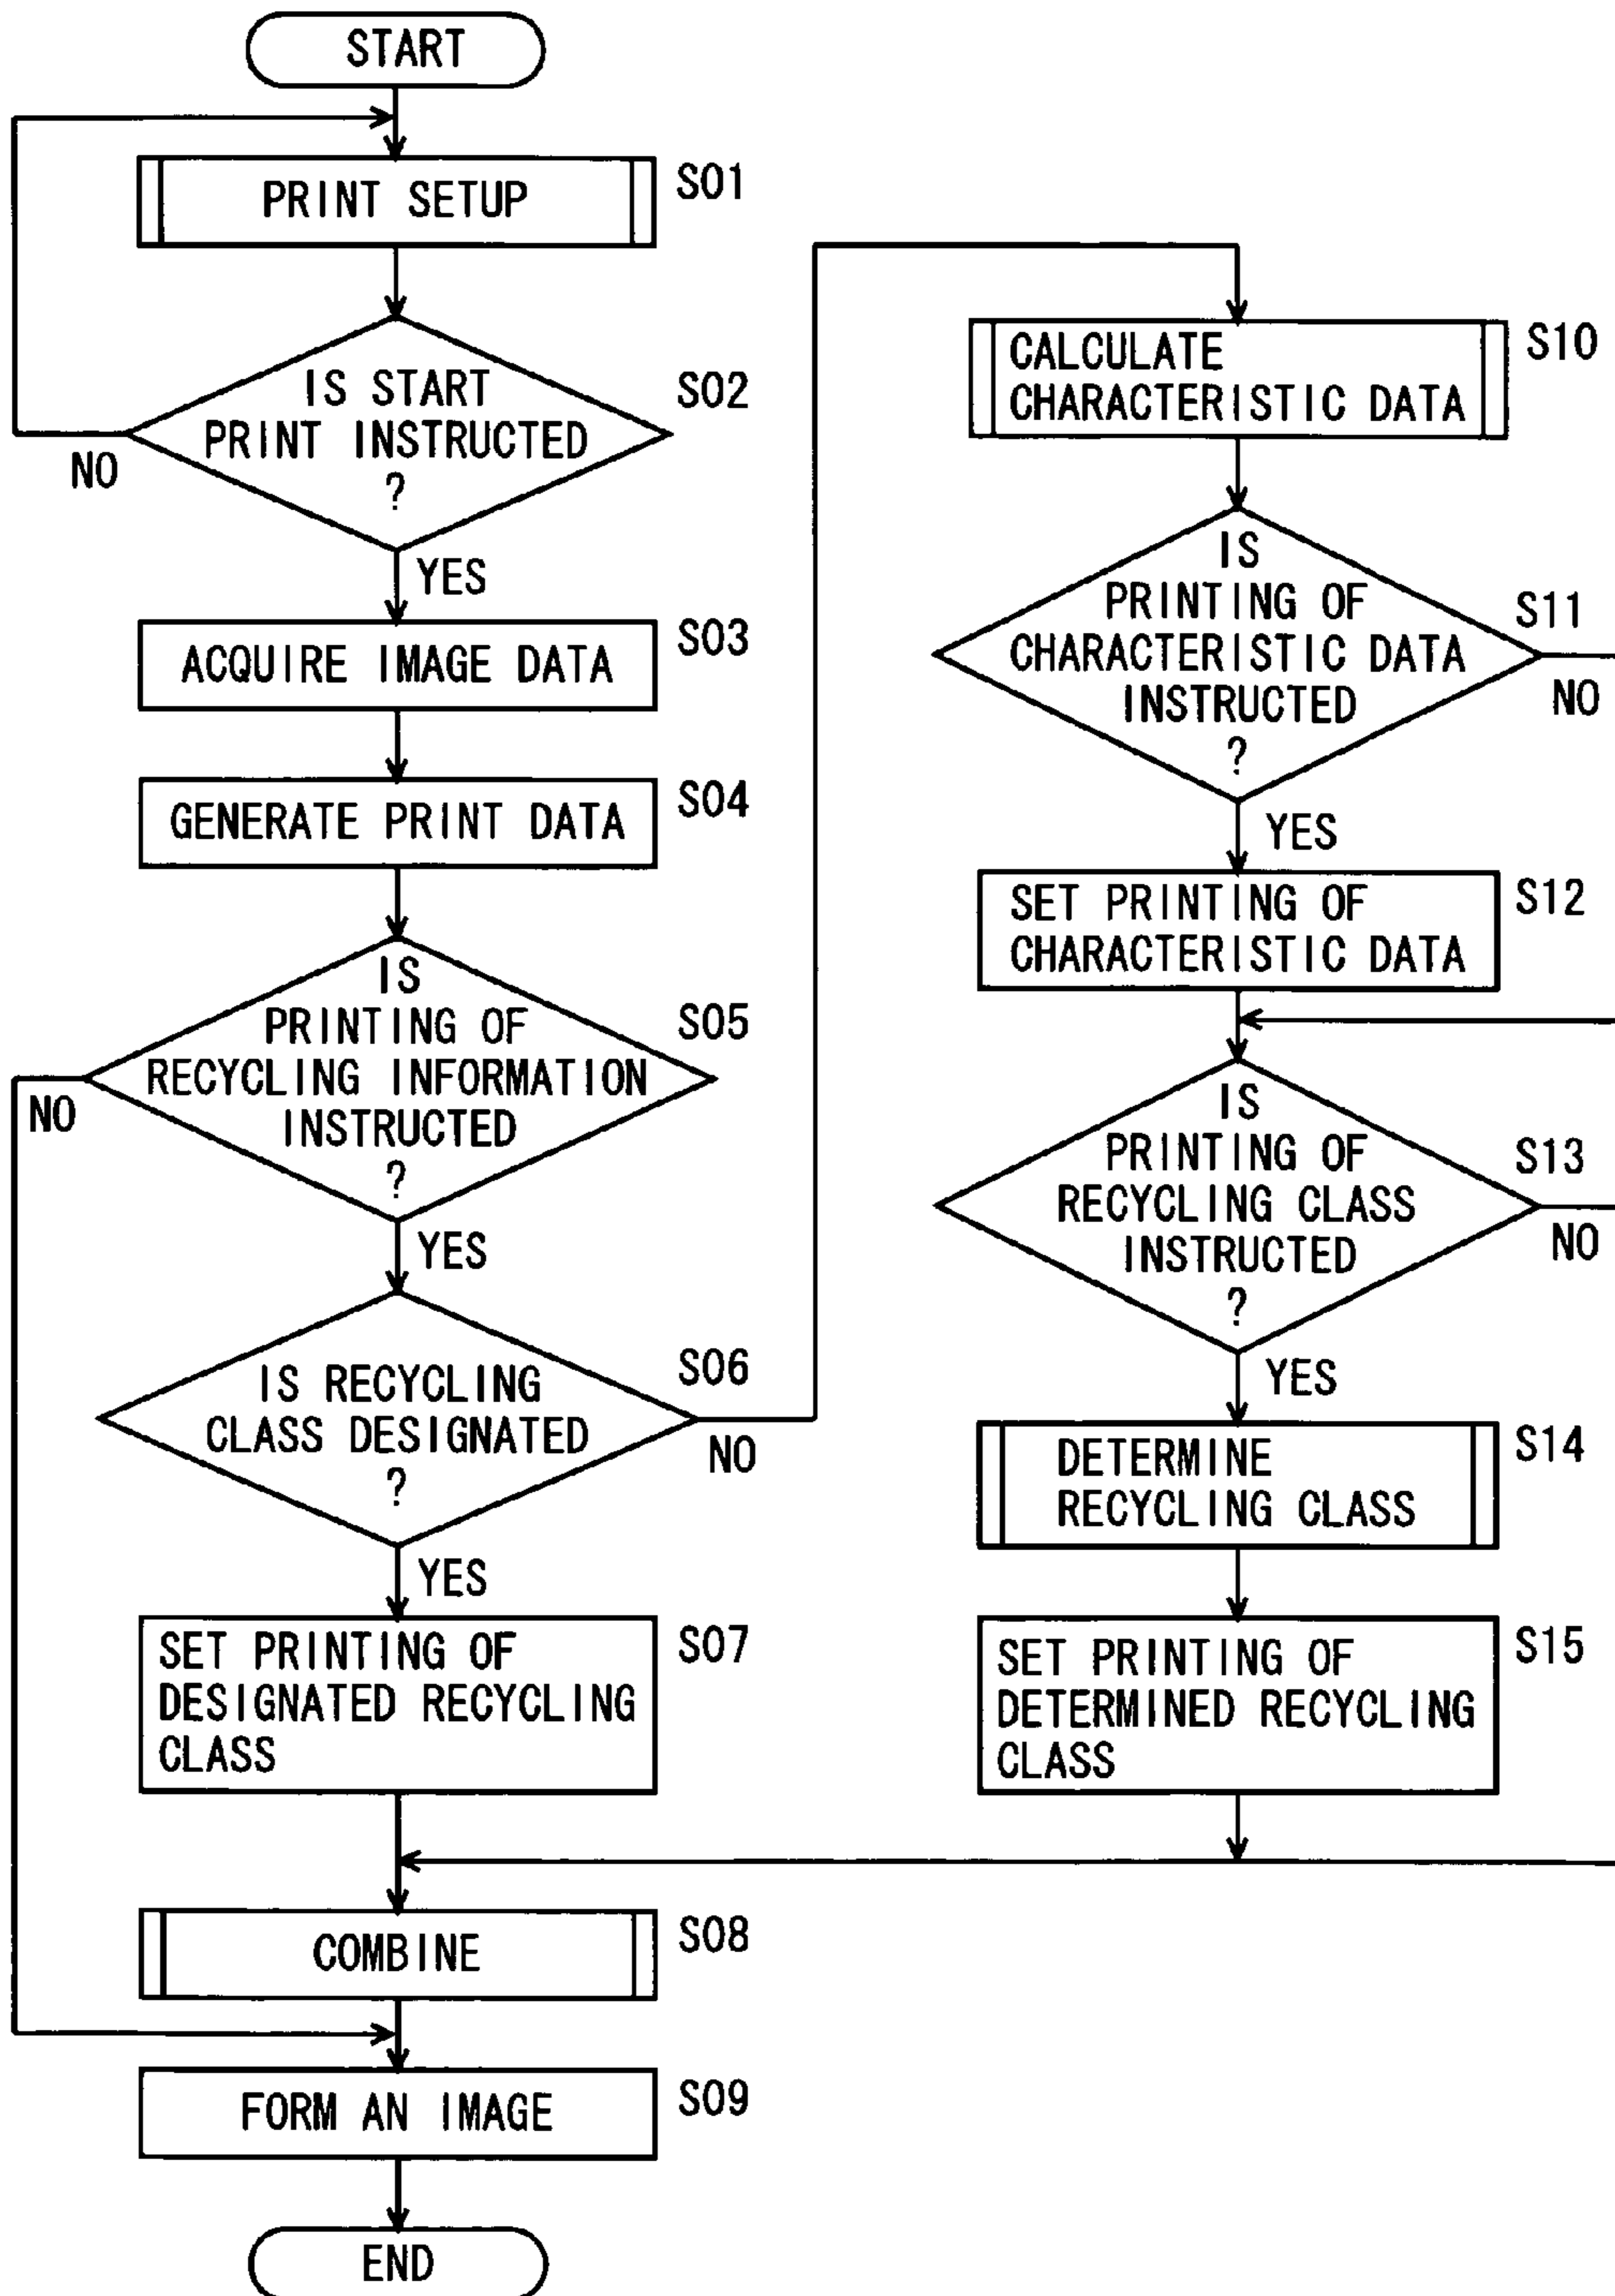 START
PRINT SETUP
S01
IS START
PRINT INSTRUCTED
?
S02
NO
YES
ACQUIRE IMAGE DATA
S03
GENERATE PRINT DATA
S04
IS
PRINTING OF
RECYCLING INFORMATION
INSTRUCTED
?
S05
NO
YES
IS RECYCLING
CLASS DESIGNATED
?
S06
NO
YES
SET PRINTING OF
DESIGNATED RECYCLING
CLASS
S07
COMBINE
S08
FORM AN IMAGE
S09
END
CALCULATE
CHARACTERISTIC DATA
S10
IS
PRINTING OF
CHARACTERISTIC DATA
INSTRUCTED
?
S11
NO
YES
SET PRINTING OF
CHARACTERISTIC DATA
S12
IS
PRINTING OF
RECYCLING CLASS
INSTRUCTED
?
S13
NO
YES
DETERMINE
RECYCLING CLASS
S14
SET PRINTING OF
DETERMINED RECYCLING
CLASS
S15